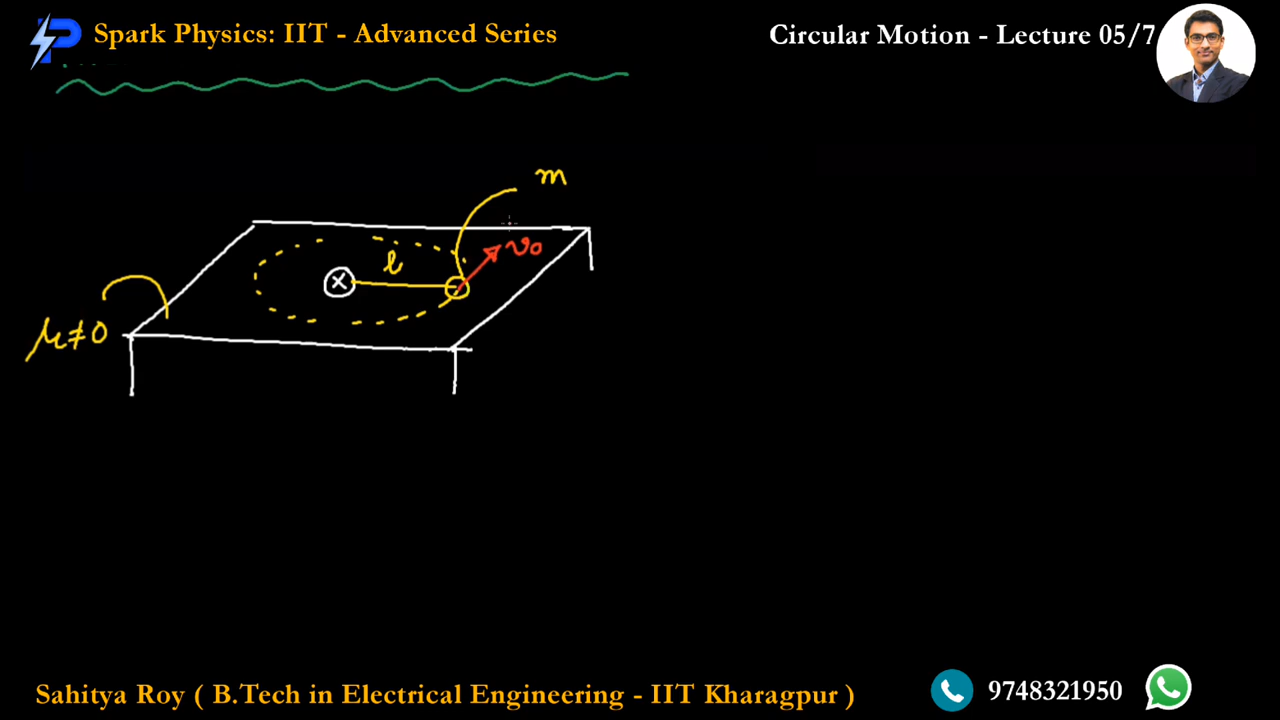 Spark Physics: IIT - Advanced Series
Circular Motion - Lecture 05/7
m
v₀
l
x
μ≠0
Sahitya Roy ( B.Tech in Electrical Engineering - IIT Kharagpur )
9748321950